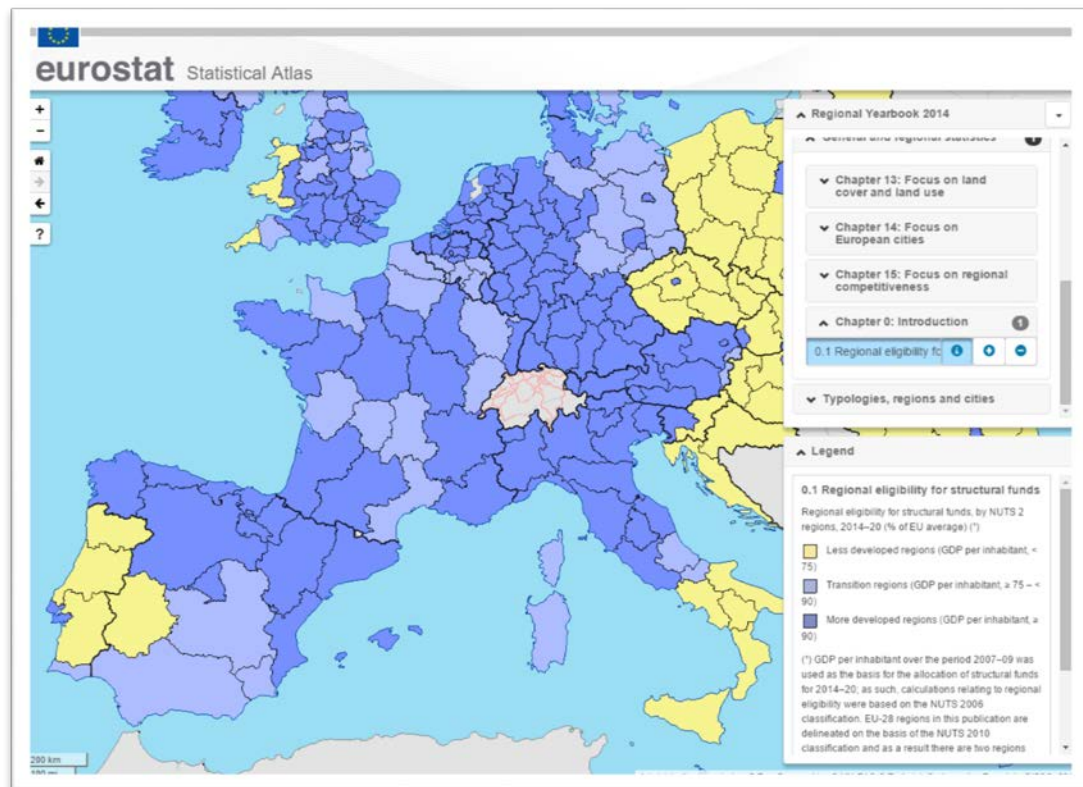 eurostat Statistical Atlas
+
−
?
Regional Yearbook 2014
General and regional statistics
Chapter 13: Focus on land
cover and land use
Chapter 14: Focus on
European cities
Chapter 15: Focus on regional
competitiveness
Chapter 0: Introduction 1
0.1 Regional eligibility fo
Typologies, regions and cities
Legend
0.1 Regional eligibility for structural funds
Regional eligibility for structural funds, by NUTS 2
regions, 2014–20 (% of EU average) (*)
Less developed regions (GDP per inhabitant, <
75)
Transition regions (GDP per inhabitant, ≥ 75 – <
90)
More developed regions (GDP per inhabitant, ≥
90)
(*) GDP per inhabitant over the period 2007–09 was
used as the basis for the allocation of structural funds
for 2014–20; as such, calculations relating to regional
eligibility were based on the NUTS 2006
classification. EU-28 regions in this publication are
delineated on the basis of the NUTS 2010
classification and as a result there are two regions
200 km